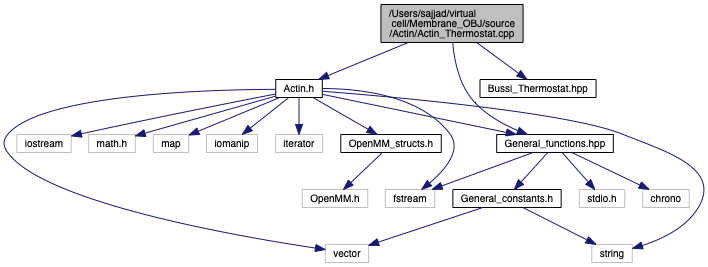 /Users/sajjad/virtual
cell/Membrane_OBJ/source
/Actin/Actin_Thermostat.cpp
Actin.h
Bussi_Thermostat.hpp
iostream
math.h
map
iomanip
iterator
OpenMM_structs.h
General_functions.hpp
OpenMM.h
fstream
General_constants.h
stdio.h
chrono
vector
string